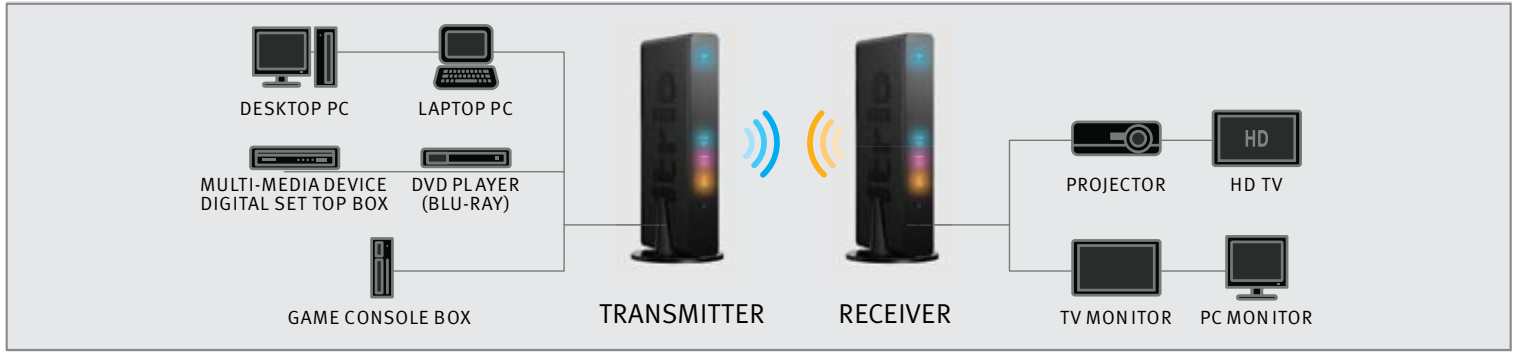 DESKTOP PC
LAPTOP PC
MULTI-MEDIA DEVICE
DIGITAL SET TOP BOX
DVD PLAYER
(BLU-RAY)
GAME CONSOLE BOX
TRANSMITTER
RECEIVER
PROJECTOR
HD
HD TV
TV MONITOR
PC MONITOR